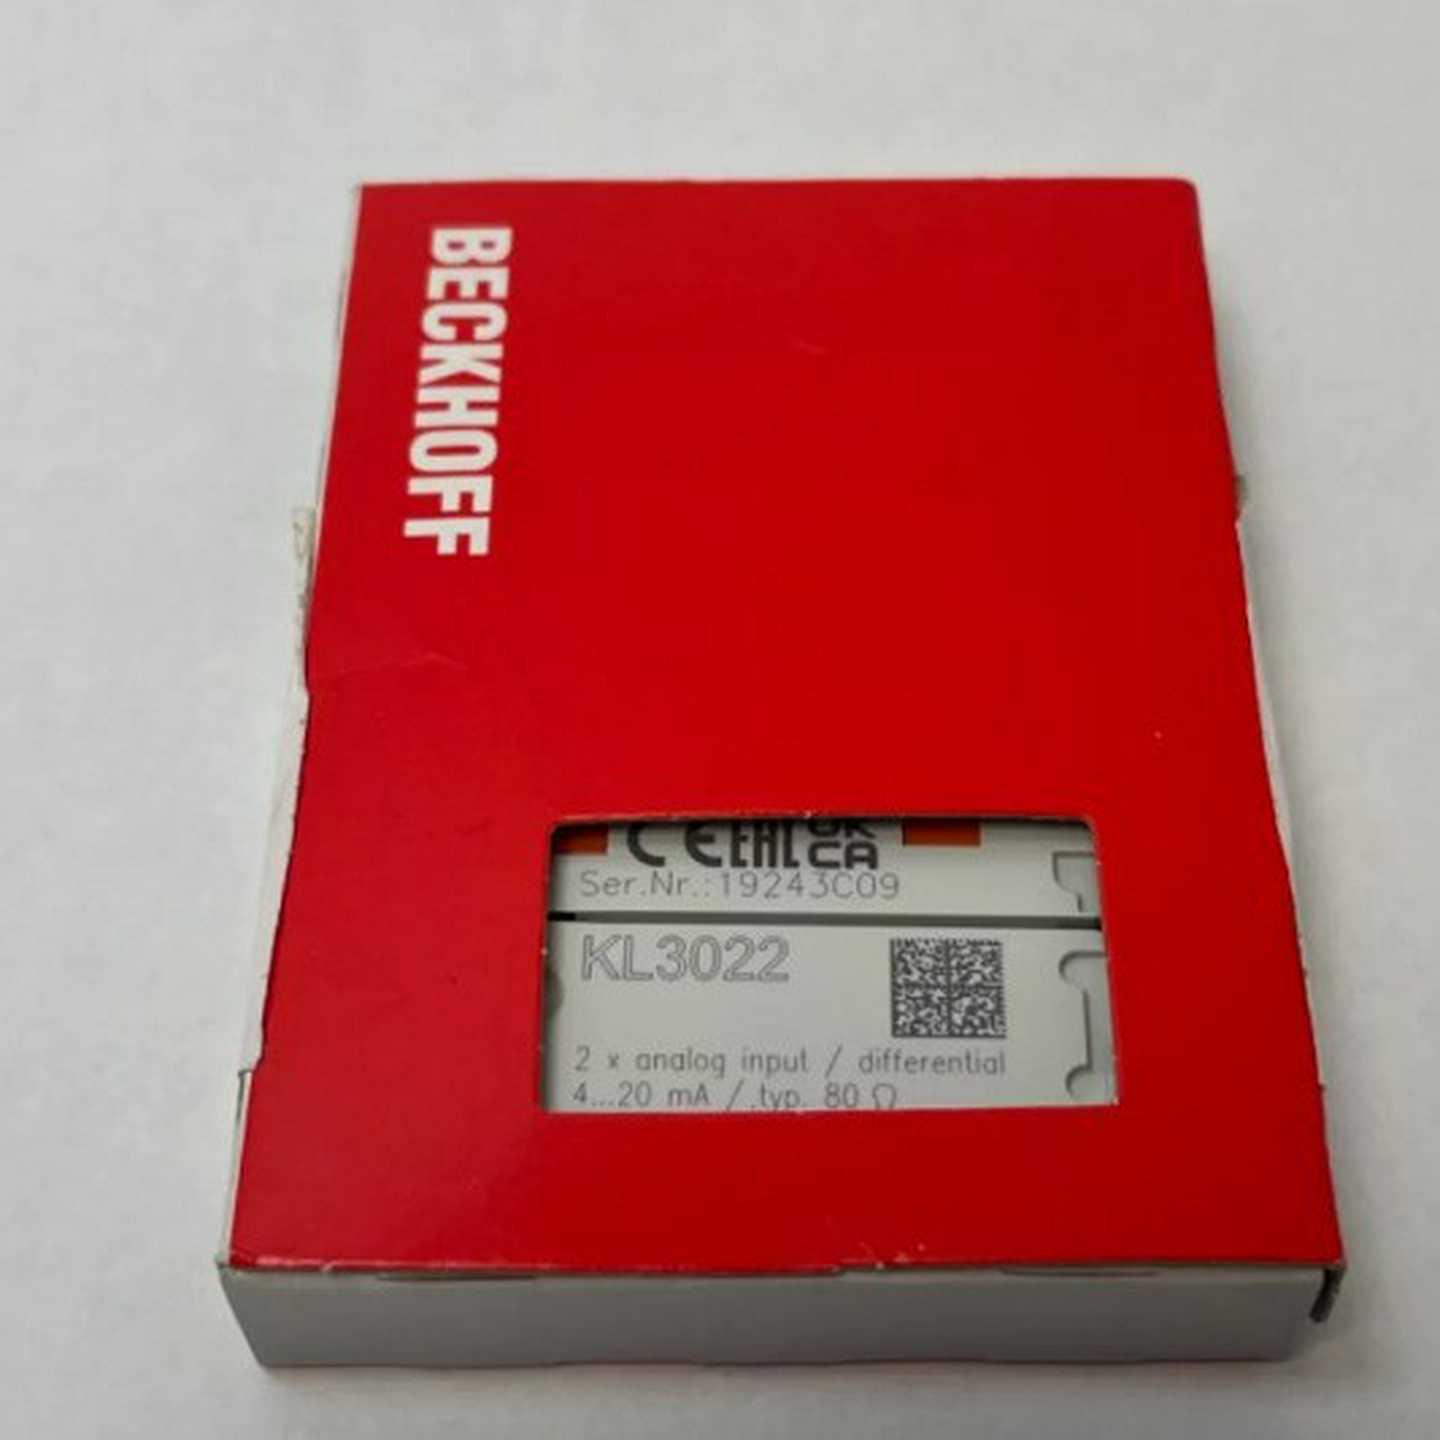 BECKHOFF
CE EAC UK
CA
Ser.Nr.:19243C09
KL3022
2 x analog input / differential
4...20 mA / typ. 80 Ω